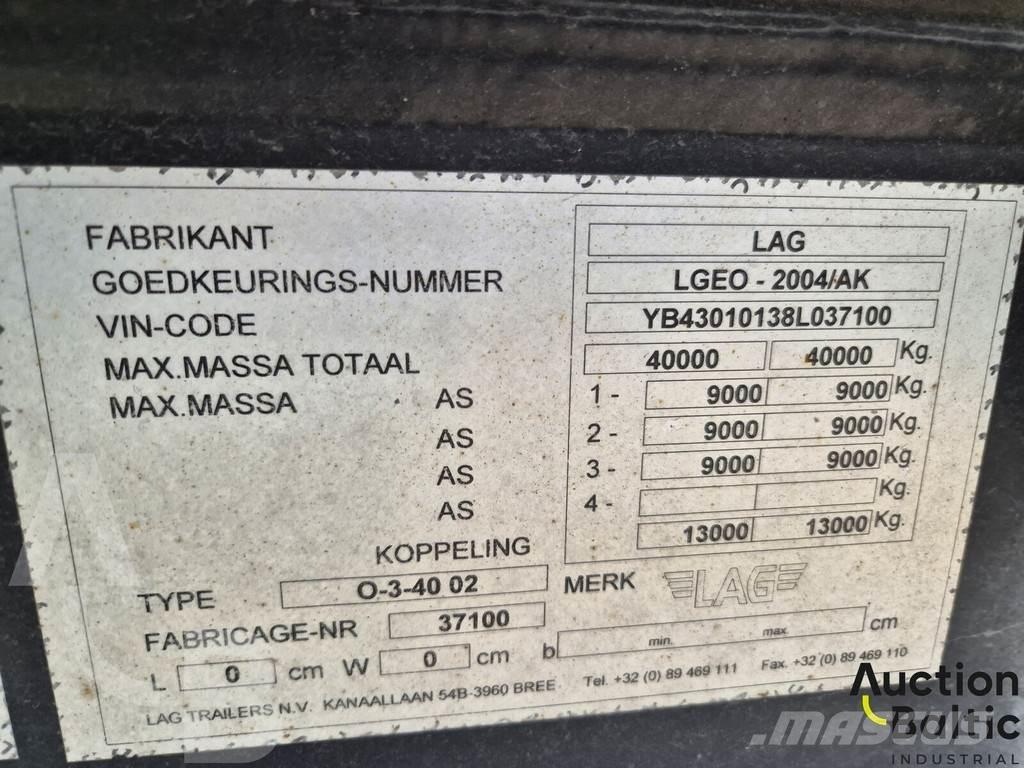 FABRIKANT LAG
GOEDKEURINGS-NUMMER LGEO - 2004/AK
VIN-CODE YB43010138L037100
MAX.MASSA TOTAAL 40000 40000 Kg.
MAX.MASSA AS 1 - 9000 9000 Kg.
AS 2 - 9000 9000 Kg.
AS 3 - 9000 9000 Kg.
AS 4 - Kg.
KOPPELING 13000 13000 Kg.
TYPE O-3-40 02 MERK LAG
FABRICAGE-NR 37100
L 0 cm W 0 cm b min. max. cm
LAG TRAILERS N.V. KANAALLAAN 54B-3960 BREE Tel. +32 (0) 89 469 111 Fax. +32 (0) 89 469 110
Auction
Baltic
INDUSTRIAL
MASCUS